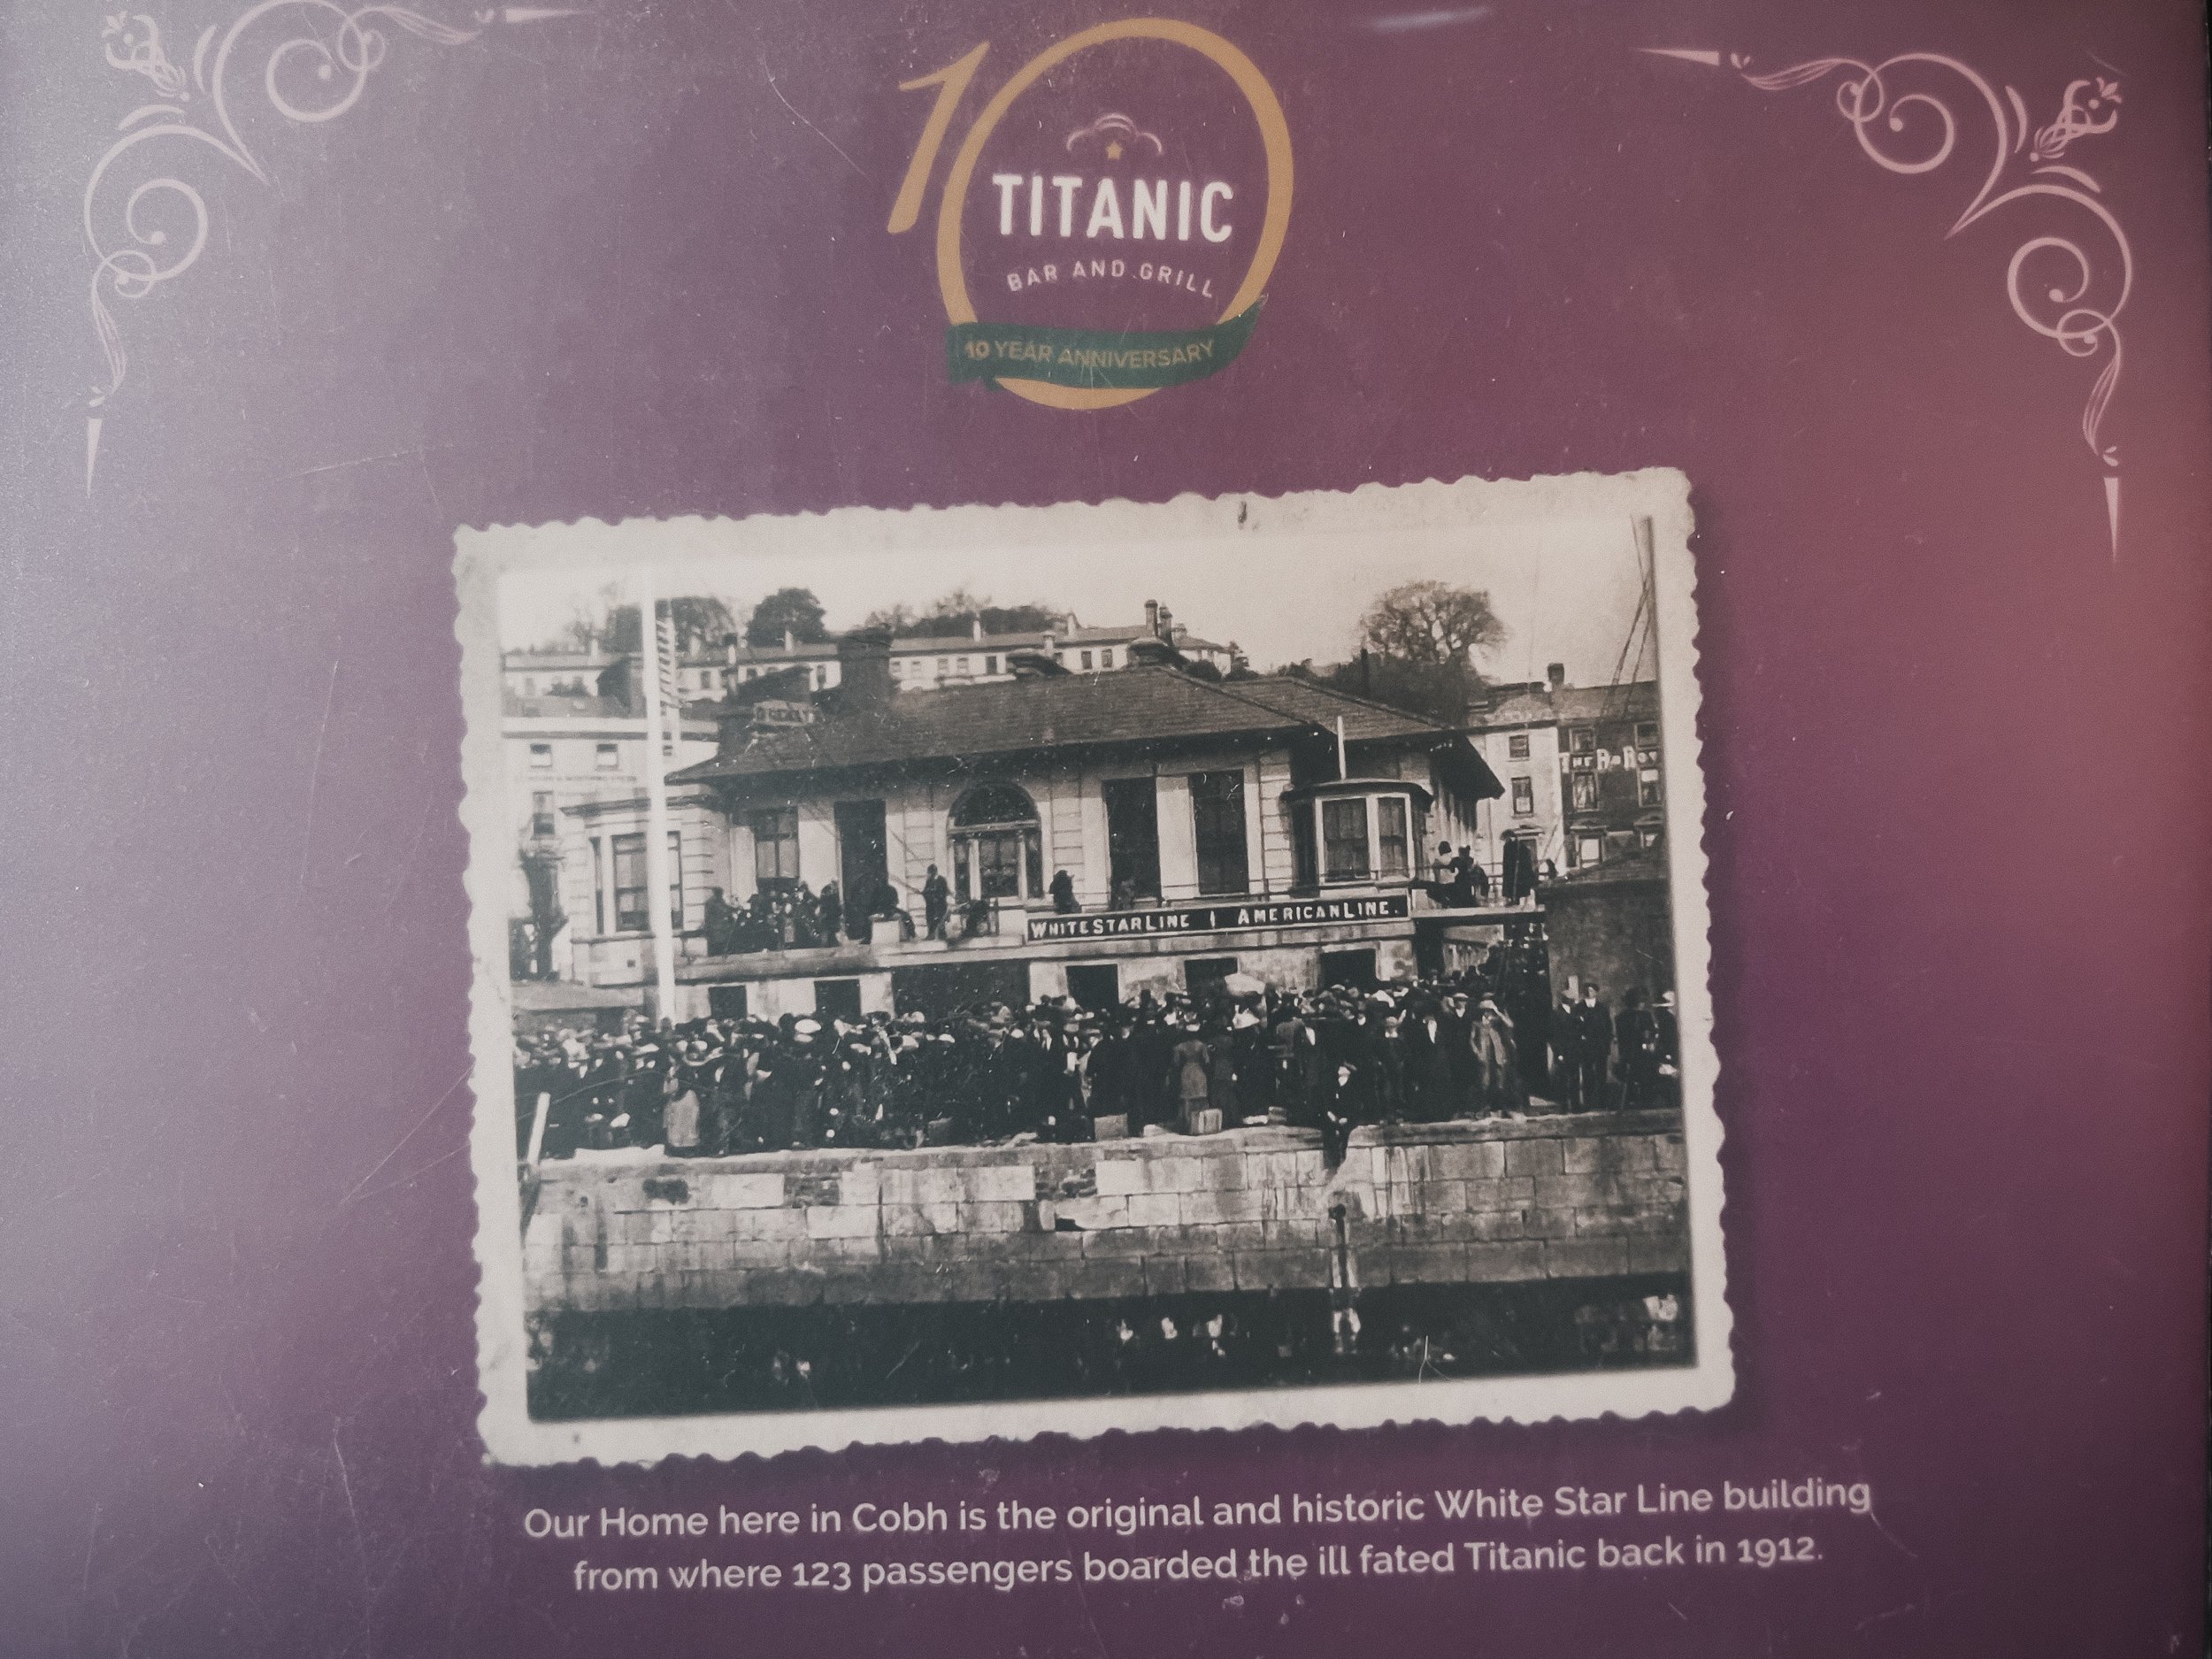 10
TITANIC
BAR AND GRILL
10 YEAR ANNIVERSARY
THE
WHITE STAR LINE | AMERICAN LINE.
Our Home here in Cobh is the original and historic White Star Line building
from where 123 passengers boarded the ill fated Titanic back in 1912.